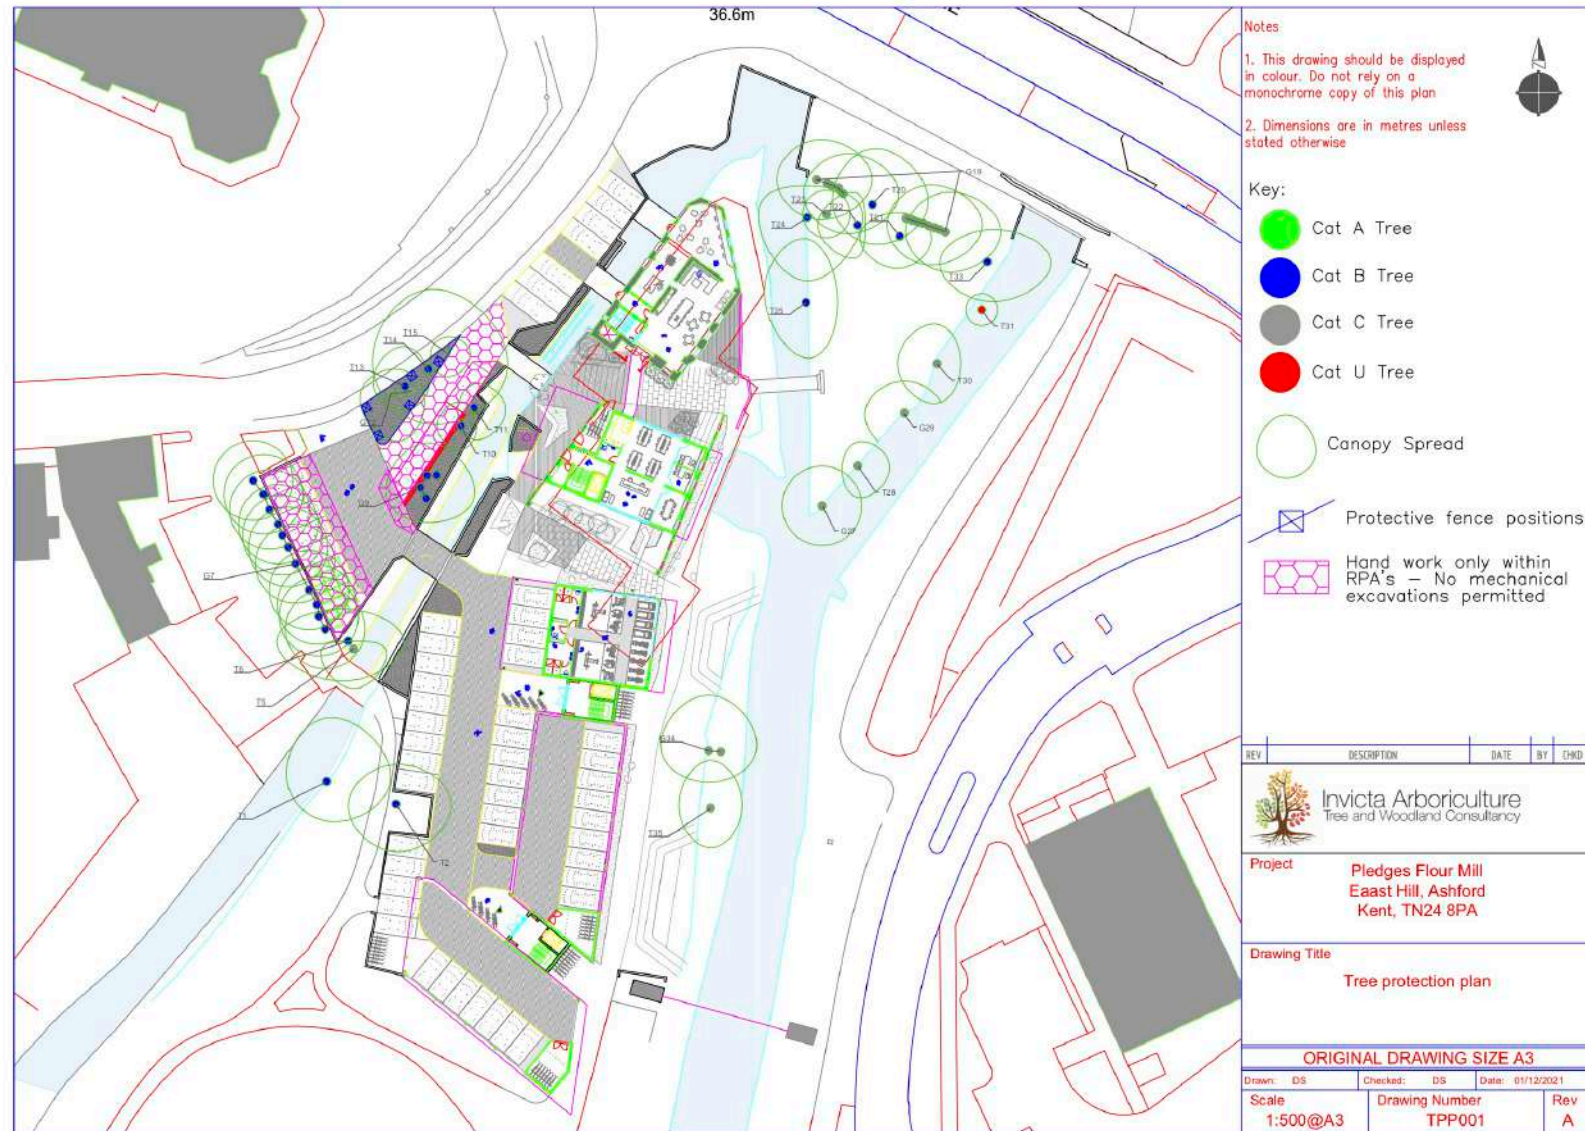 36.6m
Notes
1. This drawing should be displayed
in colour. Do not rely on a
monochrome copy of this plan
2. Dimensions are in metres unless
stated otherwise
Key:
Cat A Tree
Cat B Tree
Cat C Tree
Cat U Tree
Canopy Spread
Protective fence positions
Hand work only within
RPA's – No mechanical
excavations permitted
REV DESCRIPTION DATE BY CHKD
Invicta Arboriculture
Tree and Woodland Consultancy
Project
Pledges Flour Mill
Eaast Hill, Ashford
Kent, TN24 8PA
Drawing Title
Tree protection plan
ORIGINAL DRAWING SIZE A3
Drawn: DS Checked: DS Date: 01/12/2021
Scale Drawing Number Rev
1:500@A3 TPP001 A
T20
T22
T24
T31
T30
G29
T28
T15
T14
T13
T11
T10
G7
T1
T2
T35